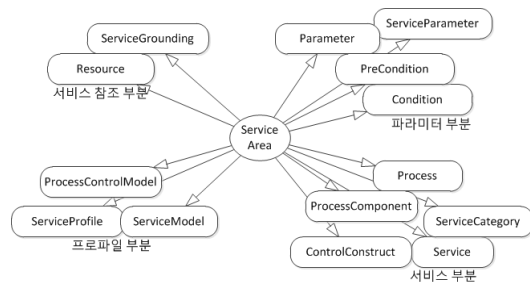 ServiceGrounding
Resource
서비스 참조 부분
Parameter
ServiceParameter
PreCondition
Condition
파라미터 부분
Service
Area
ProcessControlModel
ServiceProfile
ServiceModel
프로파일 부분
Process
ProcessComponent
ServiceCategory
ControlConstruct
Service
서비스 부분